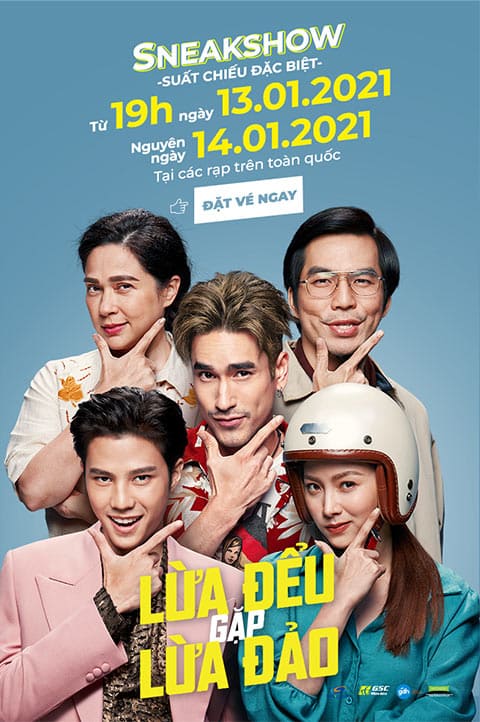 SNEAKSHOW
-SUẤT CHIẾU ĐẶC BIỆT-
Từ 19h ngày 13.01.2021
Nguyên ngày 14.01.2021
Tại các rạp trên toàn quốc
ĐẶT VÉ NGAY
LỪA ĐỂU
GẶP
LỪA ĐẢO
GSC